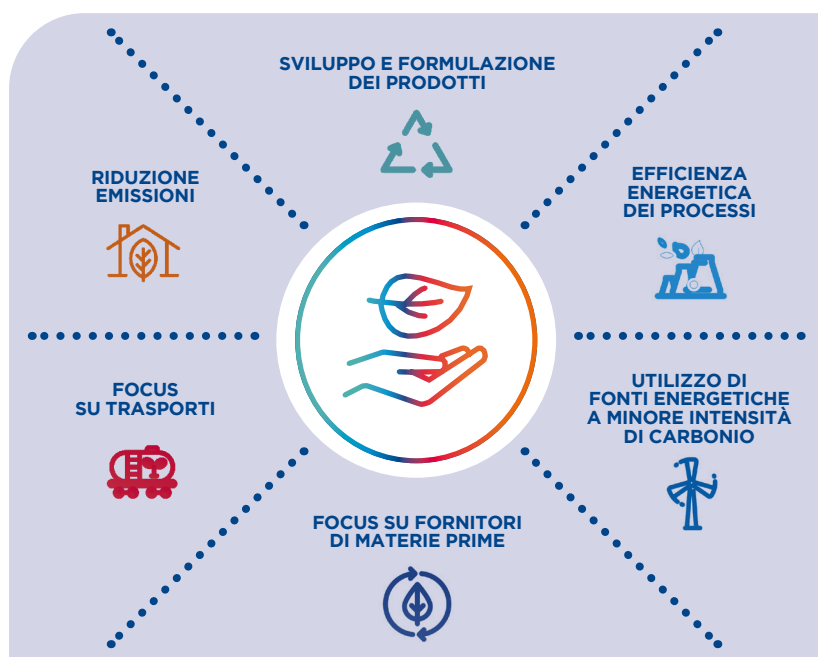 SVILUPPO E FORMULAZIONE
DEI PRODOTTI
RIDUZIONE
EMISSIONI
EFFICIENZA
ENERGETICA
DEI PROCESSI
FOCUS
SU TRASPORTI
UTILIZZO DI
FONTI ENERGETICHE
A MINORE INTENSITÀ
DI CARBONIO
FOCUS SU FORNITORI
DI MATERIE PRIME